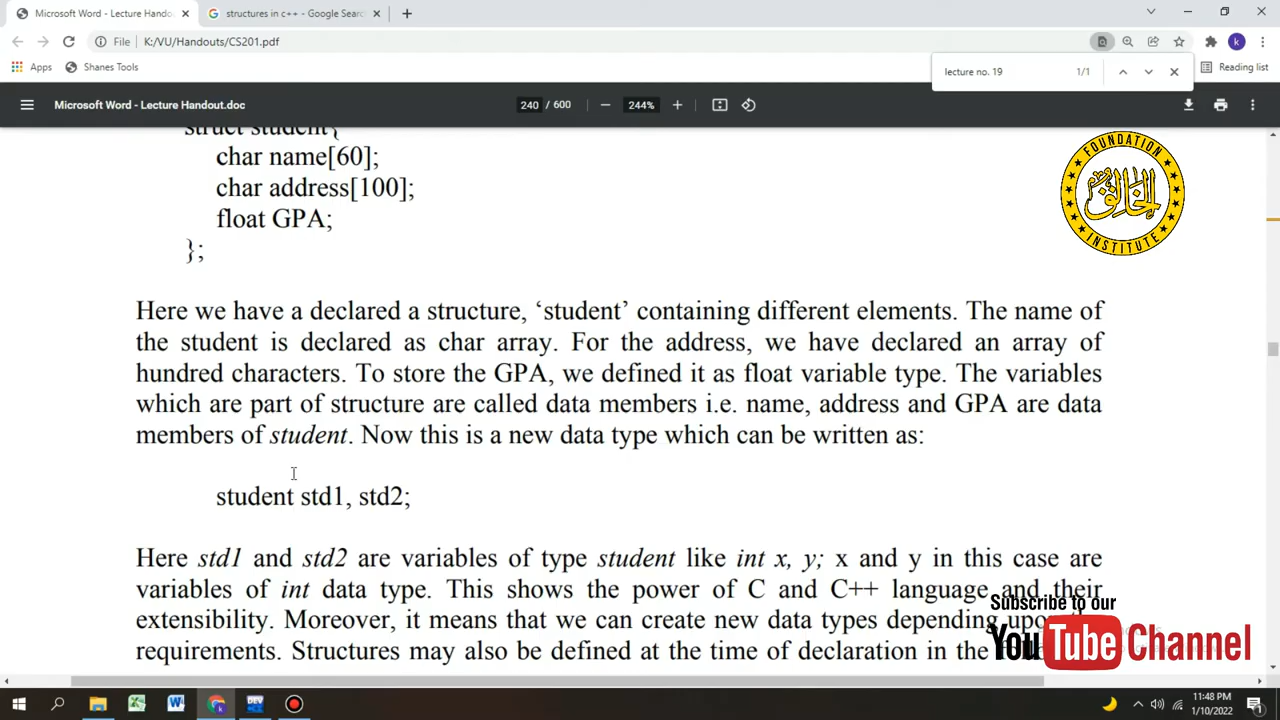 Microsoft Word - Lecture Hando
structures in c++ - Google Searc
File
K:/VU/Handouts/CS201.pdf
lecture no. 19
1/1
Apps
Shanes Tools
Reading list
Microsoft Word - Lecture Handout.doc
240 / 600
244%
struct student{
char name[60];
char address[100];
float GPA;
};
FOUNDATION
الخالق
INSTITUTE
Here we have a declared a structure, ‘student’ containing different elements. The name of
the student is declared as char array. For the address, we have declared an array of
hundred characters. To store the GPA, we defined it as float variable type. The variables
which are part of structure are called data members i.e. name, address and GPA are data
members of student. Now this is a new data type which can be written as:
student std1, std2;
Here std1 and std2 are variables of type student like int x, y; x and y in this case are
variables of int data type. This shows the power of C and C++ language and their
extensibility. Moreover, it means that we can create new data types depending
requirements. Structures may also be defined at the time of declaration in the
Subscribe to our
YouTube Channel
DEV
11:48 PM
1/10/2022